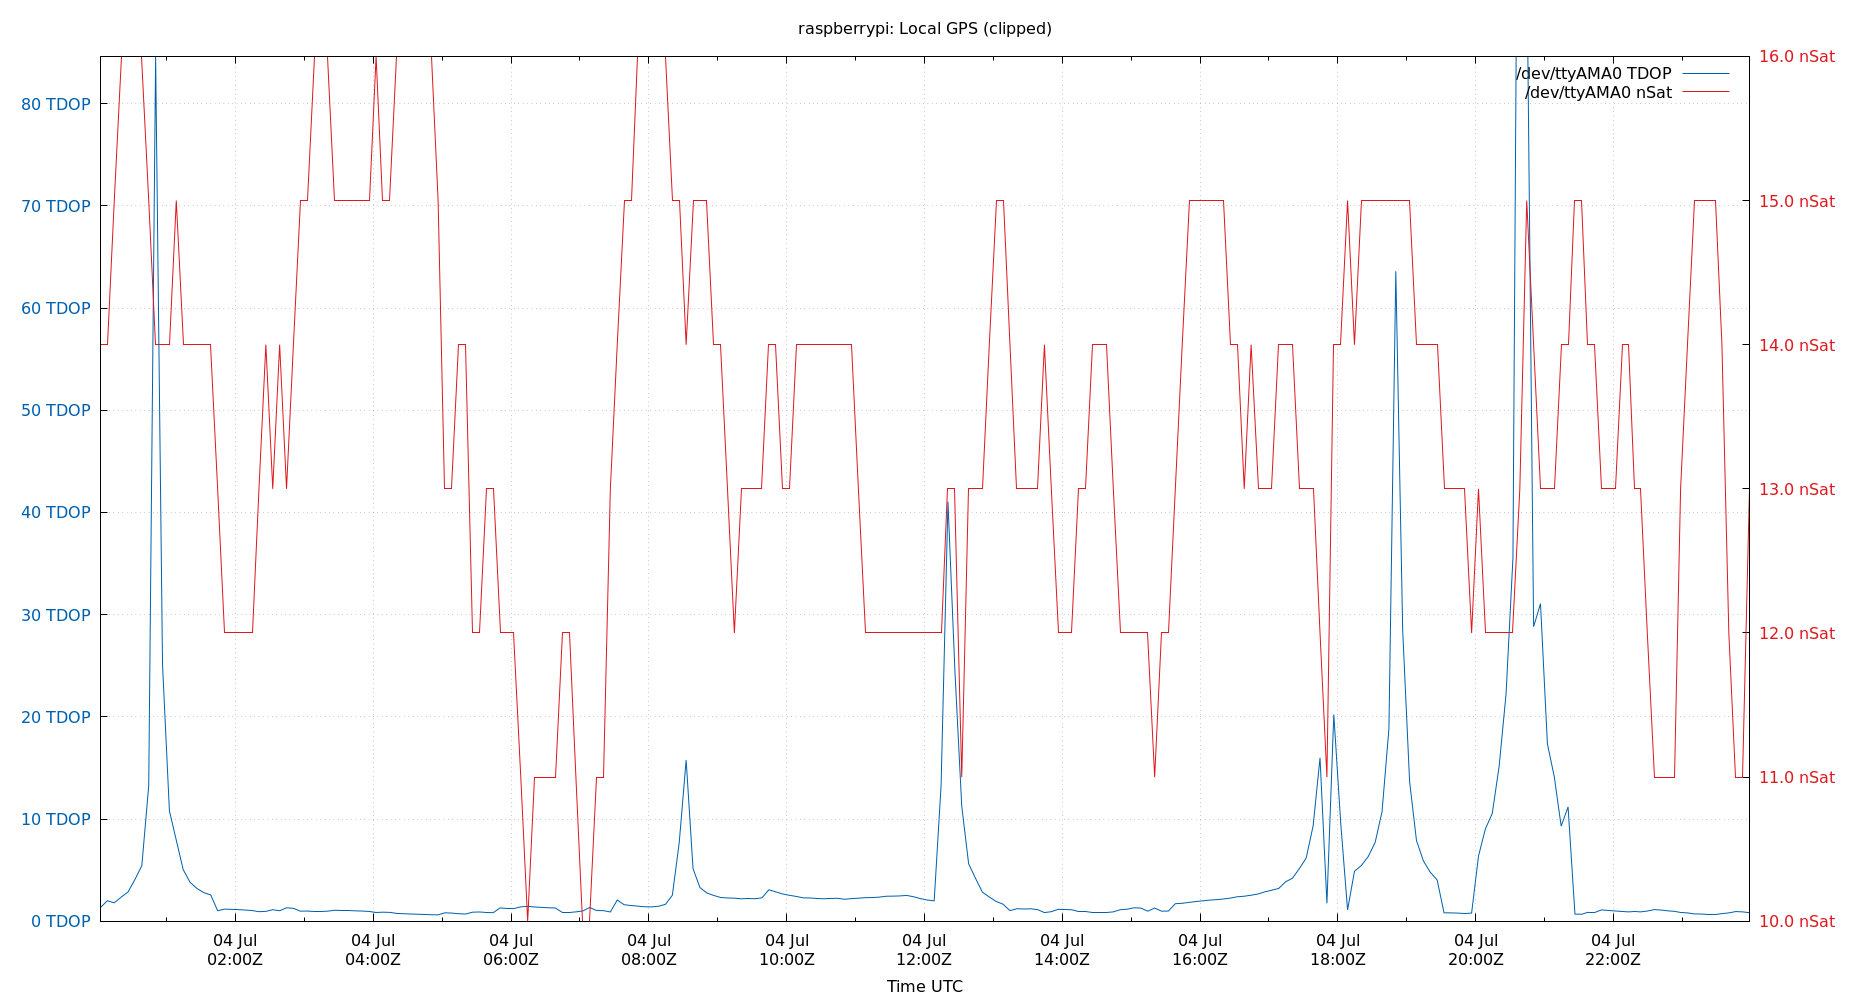 raspberrypi: Local GPS (clipped)
16.0 nSat
/dev/ttyAMA0 TDOP
/dev/ttyAMA0 nSat
80 TDOP
70 TDOP
15.0 nSat
60 TDOP
14.0 nSat
50 TDOP
13.0 nSat
40 TDOP
30 TDOP
12.0 nSat
20 TDOP
11.0 nSat
10 TDOP
0 TDOP
10.0 nSat
04 Jul 04 Jul 04 Jul 04 Jul 04 Jul 04 Jul 04 Jul 04 Jul 04 Jul 04 Jul 04 Jul
02:00Z 04:00Z 06:00Z 08:00Z 10:00Z 12:00Z 14:00Z 16:00Z 18:00Z 20:00Z 22:00Z
Time UTC